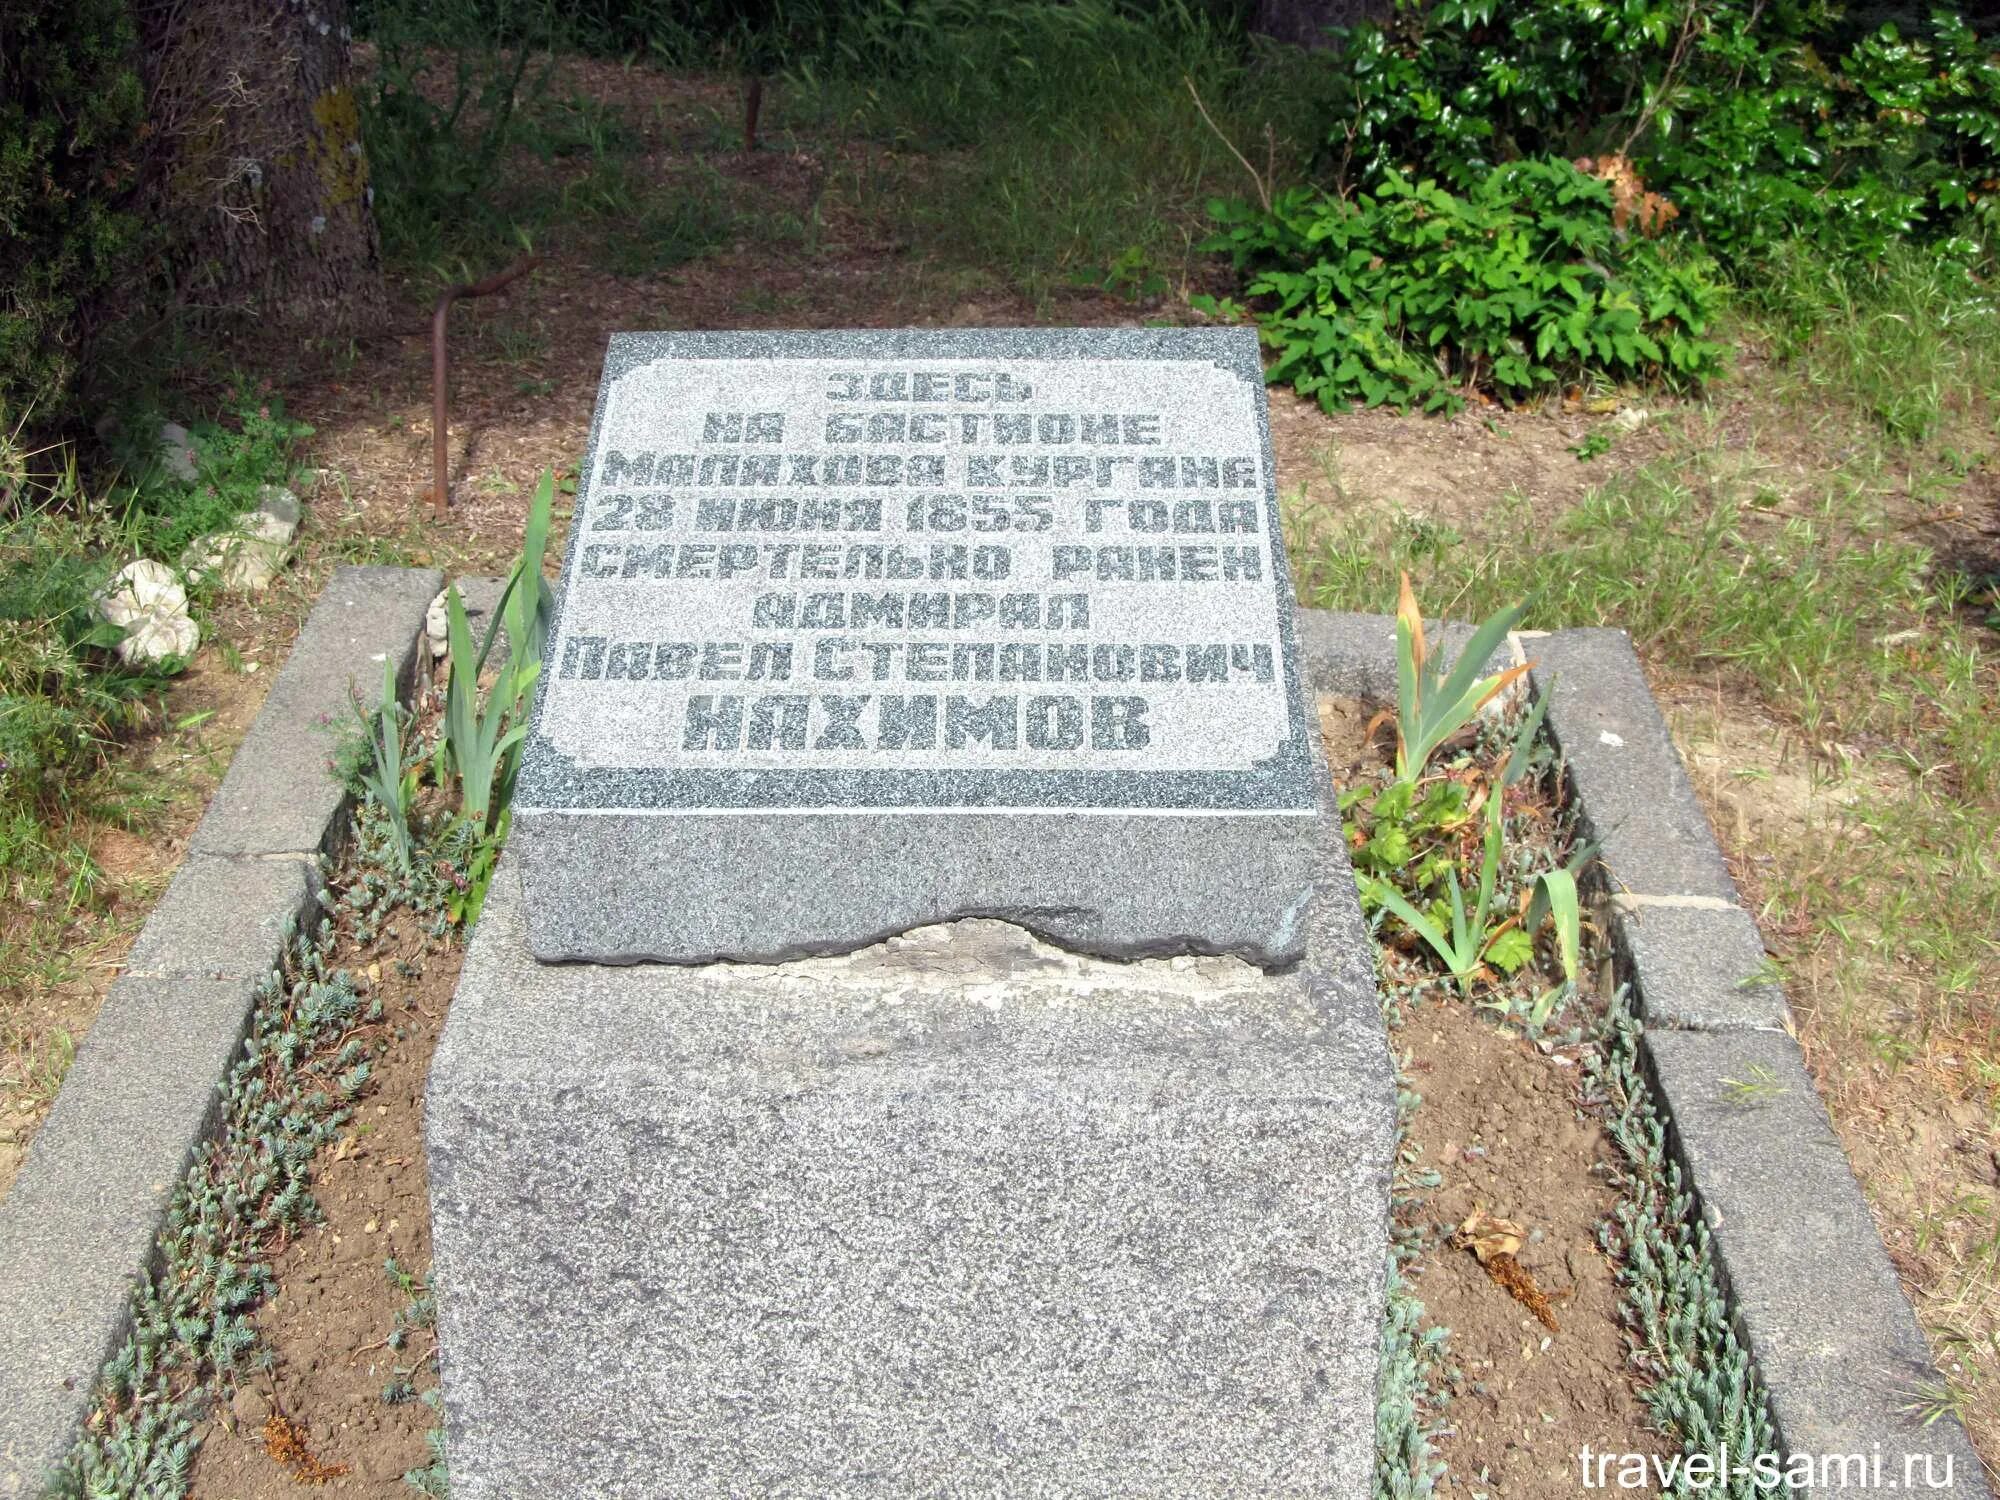 ЗДЕСЬ
НА БАСТИОНЕ
МАЛАХОВА КУРГАНА
28 ИЮНЯ 1855 ГОДА
СМЕРТЕЛЬНО РАНЕН
АДМИРАЛ
ПАВЕЛ СТЕПАНОВИЧ
НАХИМОВ
travel-sami.ru